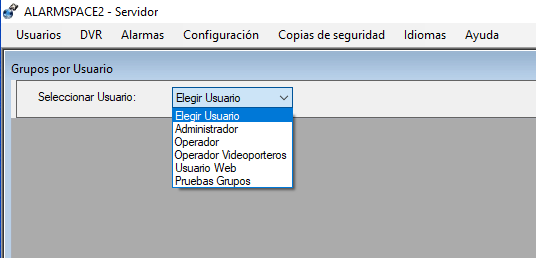 ALARMSPACE2 - Servidor
Usuarios DVR Alarmas Configuración Copias de seguridad Idiomas Ayuda
Grupos por Usuario
Seleccionar Usuario: Elegir Usuario
Elegir Usuario
Administrador
Operador
Operador Videoporteros
Usuario Web
Pruebas Grupos